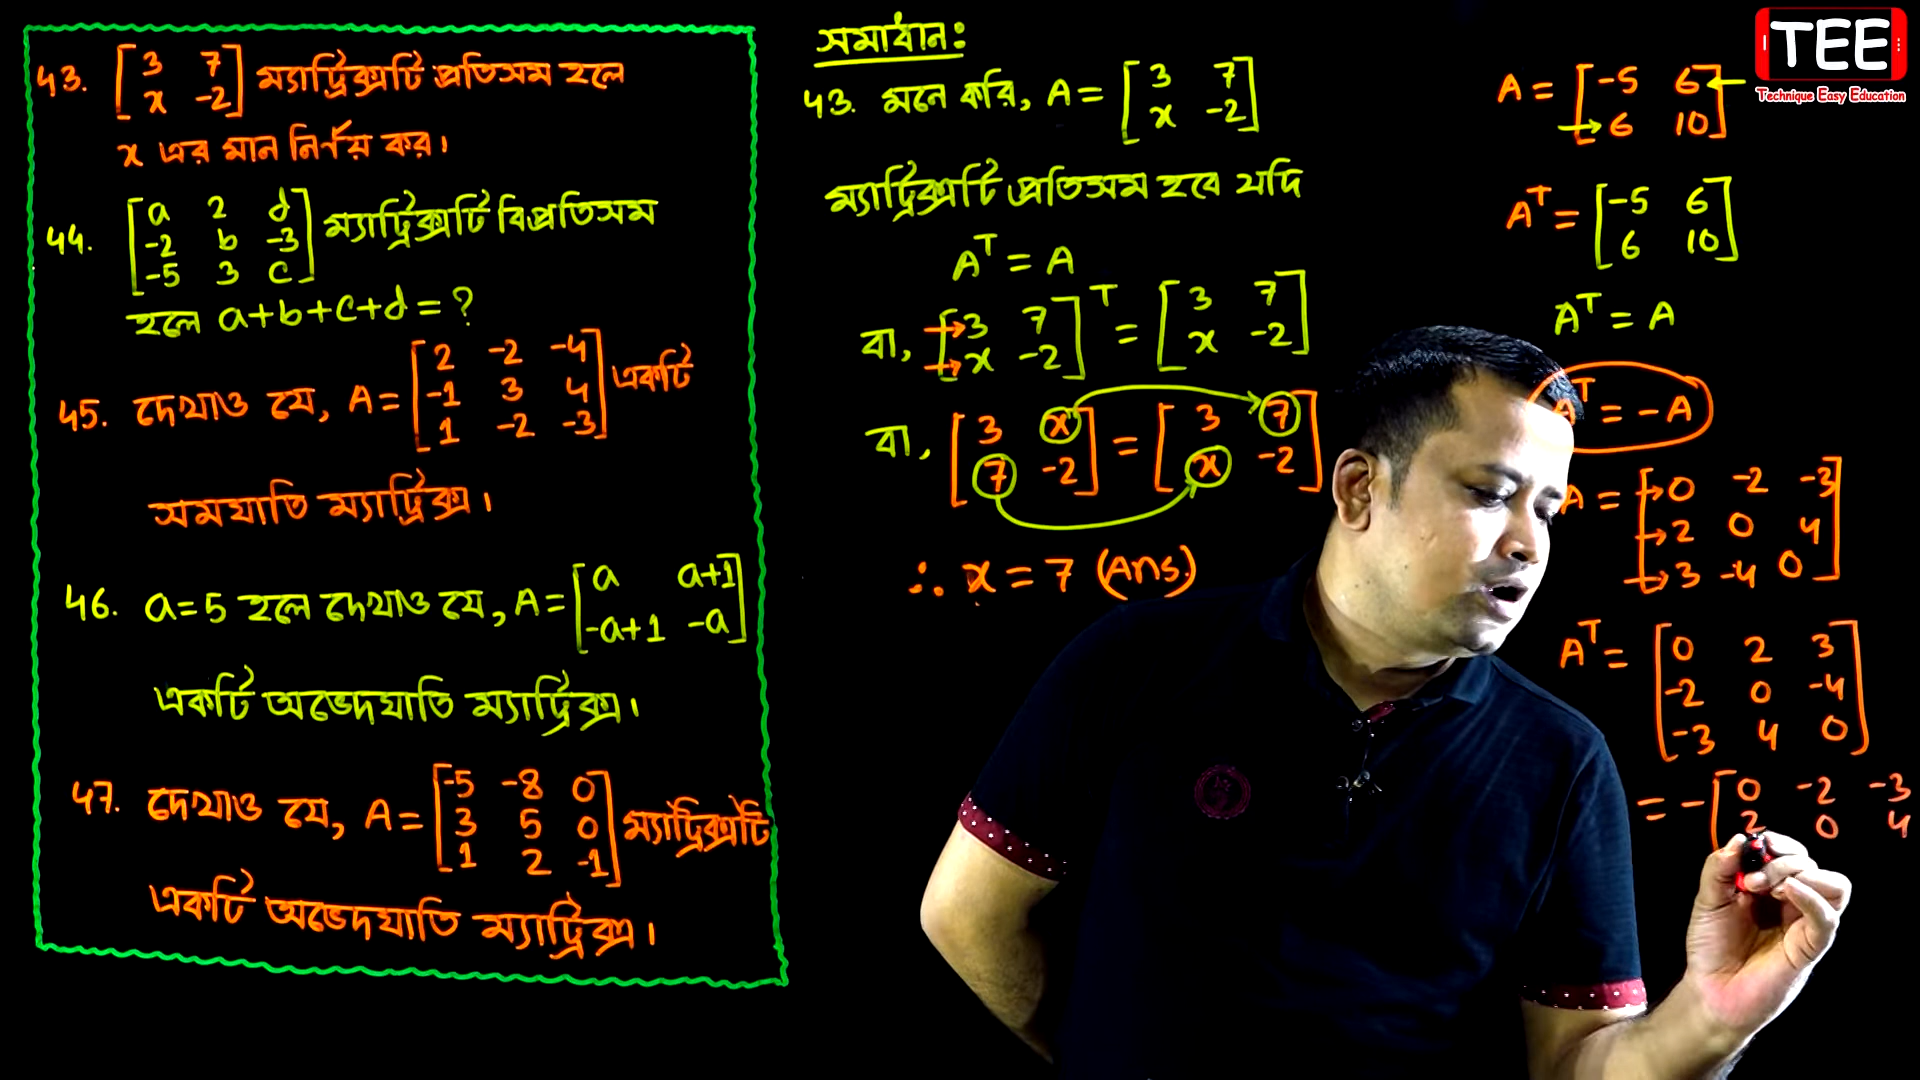 43. [3 7
x -2] ম্যাট্রিক্সটি প্রতিসম হলে
x এর মান নির্ণয় কর।
44. [a 2 d
-2 b -3
-5 3 c] ম্যাট্রিক্সটি বিপ্রতিসম
হলে a+b+c+d = ?
45. দেখাও যে, A = [2 -2 -4
-1 3 4
1 -2 -3] একটি
সমঘাতি ম্যাট্রিক্স।
46. a=5 হলে দেখাও যে, A = [a a+1
-a+1 -a]
একটি অভেদঘাতি ম্যাট্রিক্স।
47. দেখাও যে, A = [-5 -8 0
3 5 0
1 2 -1] ম্যাট্রিক্সটি
একটি অভেদঘাতি ম্যাট্রিক্স।
সমাধান:
43. মনে করি, A = [3 7
x -2]
ম্যাট্রিক্সটি প্রতিসম হবে যদি
Aᵀ = A
বা, [3 7
x -2]ᵀ = [3 7
x -2]
বা, [3 x
7 -2] = [3 7
x -2]
∴ x = 7 (Ans.)
A = [-5 6
6 10]
Aᵀ = [-5 6
6 10]
Aᵀ = A
Aᵀ = -A
A = [0 -2 -3
2 0 4
3 -4 0]
Aᵀ = [0 2 3
-2 0 -4
-3 4 0]
= -[0 -2 -3
2 0 4
TEE
Technique Easy Education